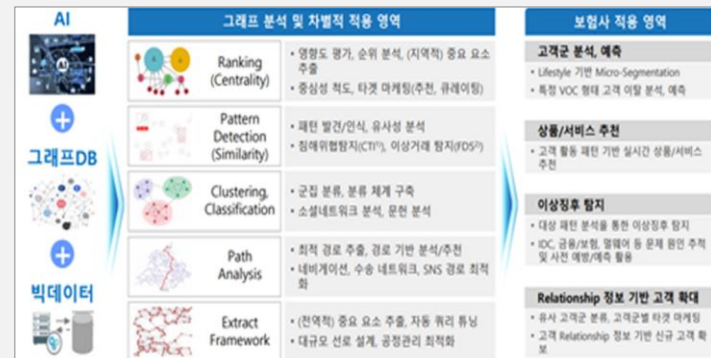 AI
그래프DB
빅데이터
그래프 분석 및 차별적 적용 영역
Ranking
(Centrality)
• 영향도 평가, 순위 분석, (지역적) 중요 요소
추출
• 중심성 척도, 타겟 마케팅(추천, 큐레이팅)
Pattern
Detection
(Similarity)
• 패턴 발견/인식, 유사성 분석
• 침해위협탐지(CTI¹⁾), 이상거래 탐지(FDS²⁾)
Clustering,
Classification
• 군집 분류, 분류 체계 구축
• 소셜네트워크 분석, 문헌 분석
Path
Analysis
• 최적 경로 추출, 경로 기반 분석/추천
• 네비게이션, 수송 네트워크, SNS 경로 최적
화
Extract
Framework
• (전역적) 중요 요소 추출, 자동 쿼리 튜닝
• 대규모 선로 설계, 공정관리 최적화
보험사 적용 영역
고객군 분석, 예측
• Lifestyle 기반 Micro-Segmentation
• 특정 VOC 형태 고객 이탈 분석, 예측
상품/서비스 추천
• 고객 활동 패턴 기반 실시간 상품/서비스
추천
이상징후 탐지
• 대상 패턴 분석을 통한 이상징후 탐지
• IDC, 금융/보험, 멀웨어 등 문제 원인 추적
및 사전 예방/예측 활용
Relationship 정보 기반 고객 확대
• 유사 고객군 분류, 고객군별 타겟 마케팅
• 고객 Relationship 정보 기반 신규 고객 확
보